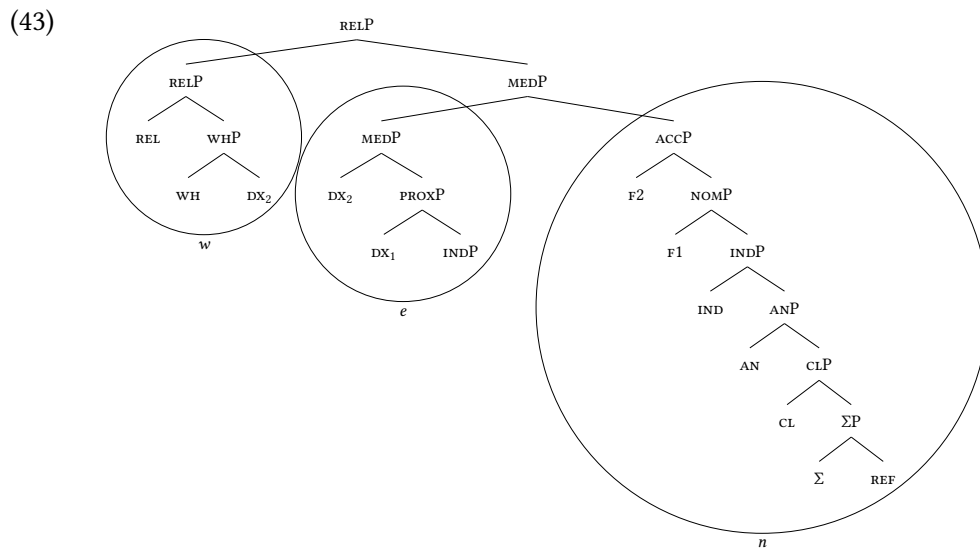 (43)
RELP
RELP MEDP
REL WHP MEDP ACCP
WH DX₂ DX₂ PROXP F2 NOMP
w DX₁ INDP F1 INDP
e IND ANP
AN CLP
CL ΣP
Σ REF
n